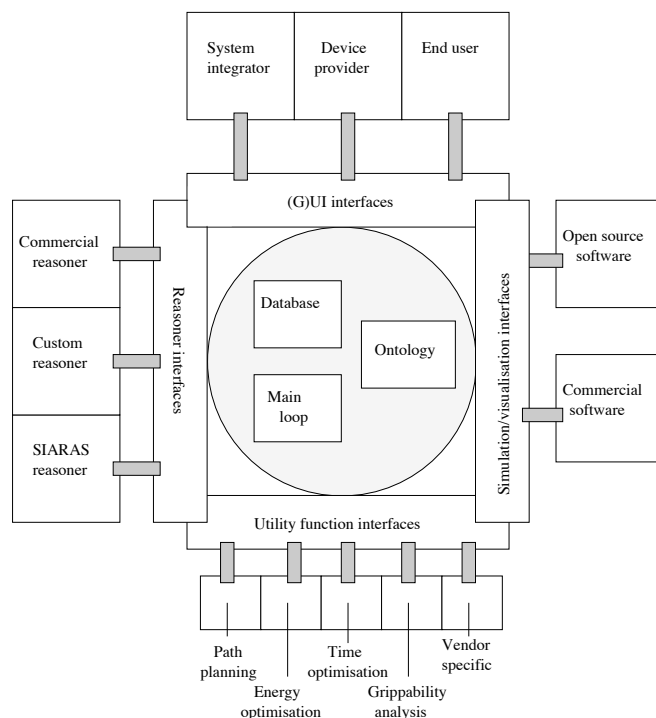 System
integrator
Device
provider
End user
(G)UI interfaces
Commercial
reasoner
Custom
reasoner
SIARAS
reasoner
Reasoner interfaces
Database
Ontology
Main
loop
Simulation/visualisation interfaces
Open source
software
Commercial
software
Utility function interfaces
Path
planning
Energy
optimisation
Time
optimisation
Grippability
analysis
Vendor
specific